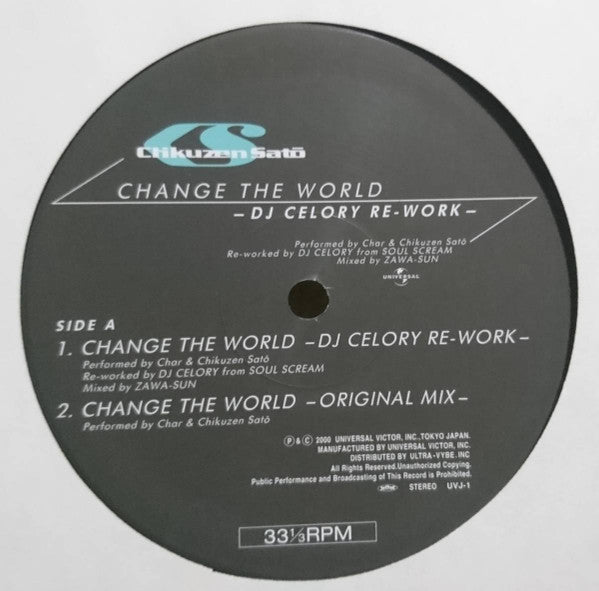 CS
Chikuzen Satō
CHANGE THE WORLD
–DJ CELORY RE-WORK–
Performed by Char & Chikuzen Satō
Re-worked by DJ CELORY from SOUL SCREAM
Mixed by ZAWA-SUN
UNIVERSAL
SIDE A
1. CHANGE THE WORLD –DJ CELORY RE-WORK–
Performed by Char & Chikuzen Satō
Re-worked by DJ CELORY from SOUL SCREAM
Mixed by ZAWA-SUN
2. CHANGE THE WORLD –ORIGINAL MIX–
Performed by Char & Chikuzen Satō
℗&© 2000 UNIVERSAL VICTOR, INC.,TOKYO JAPAN.
MANUFACTURED BY UNIVERSAL VICTOR, INC.
DISTRIBUTED BY ULTRA-VYBE.INC
All Rights Reserved.Unauthorized Copying.
Public Performance and Broadcasting of This Record is Prohibited.
STEREO UVJ-1
33⅓RPM